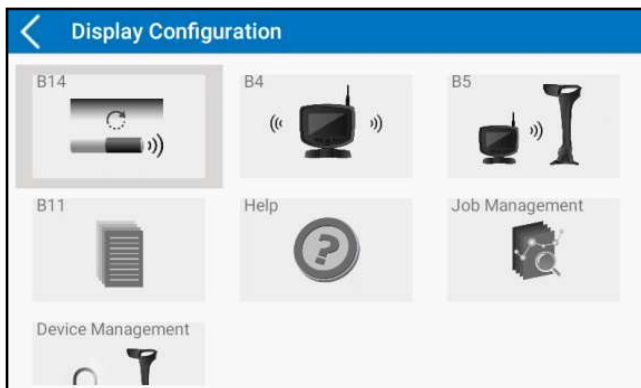 Display Configuration
B14
B4
B5
B11
Help
Job Management
Device Management